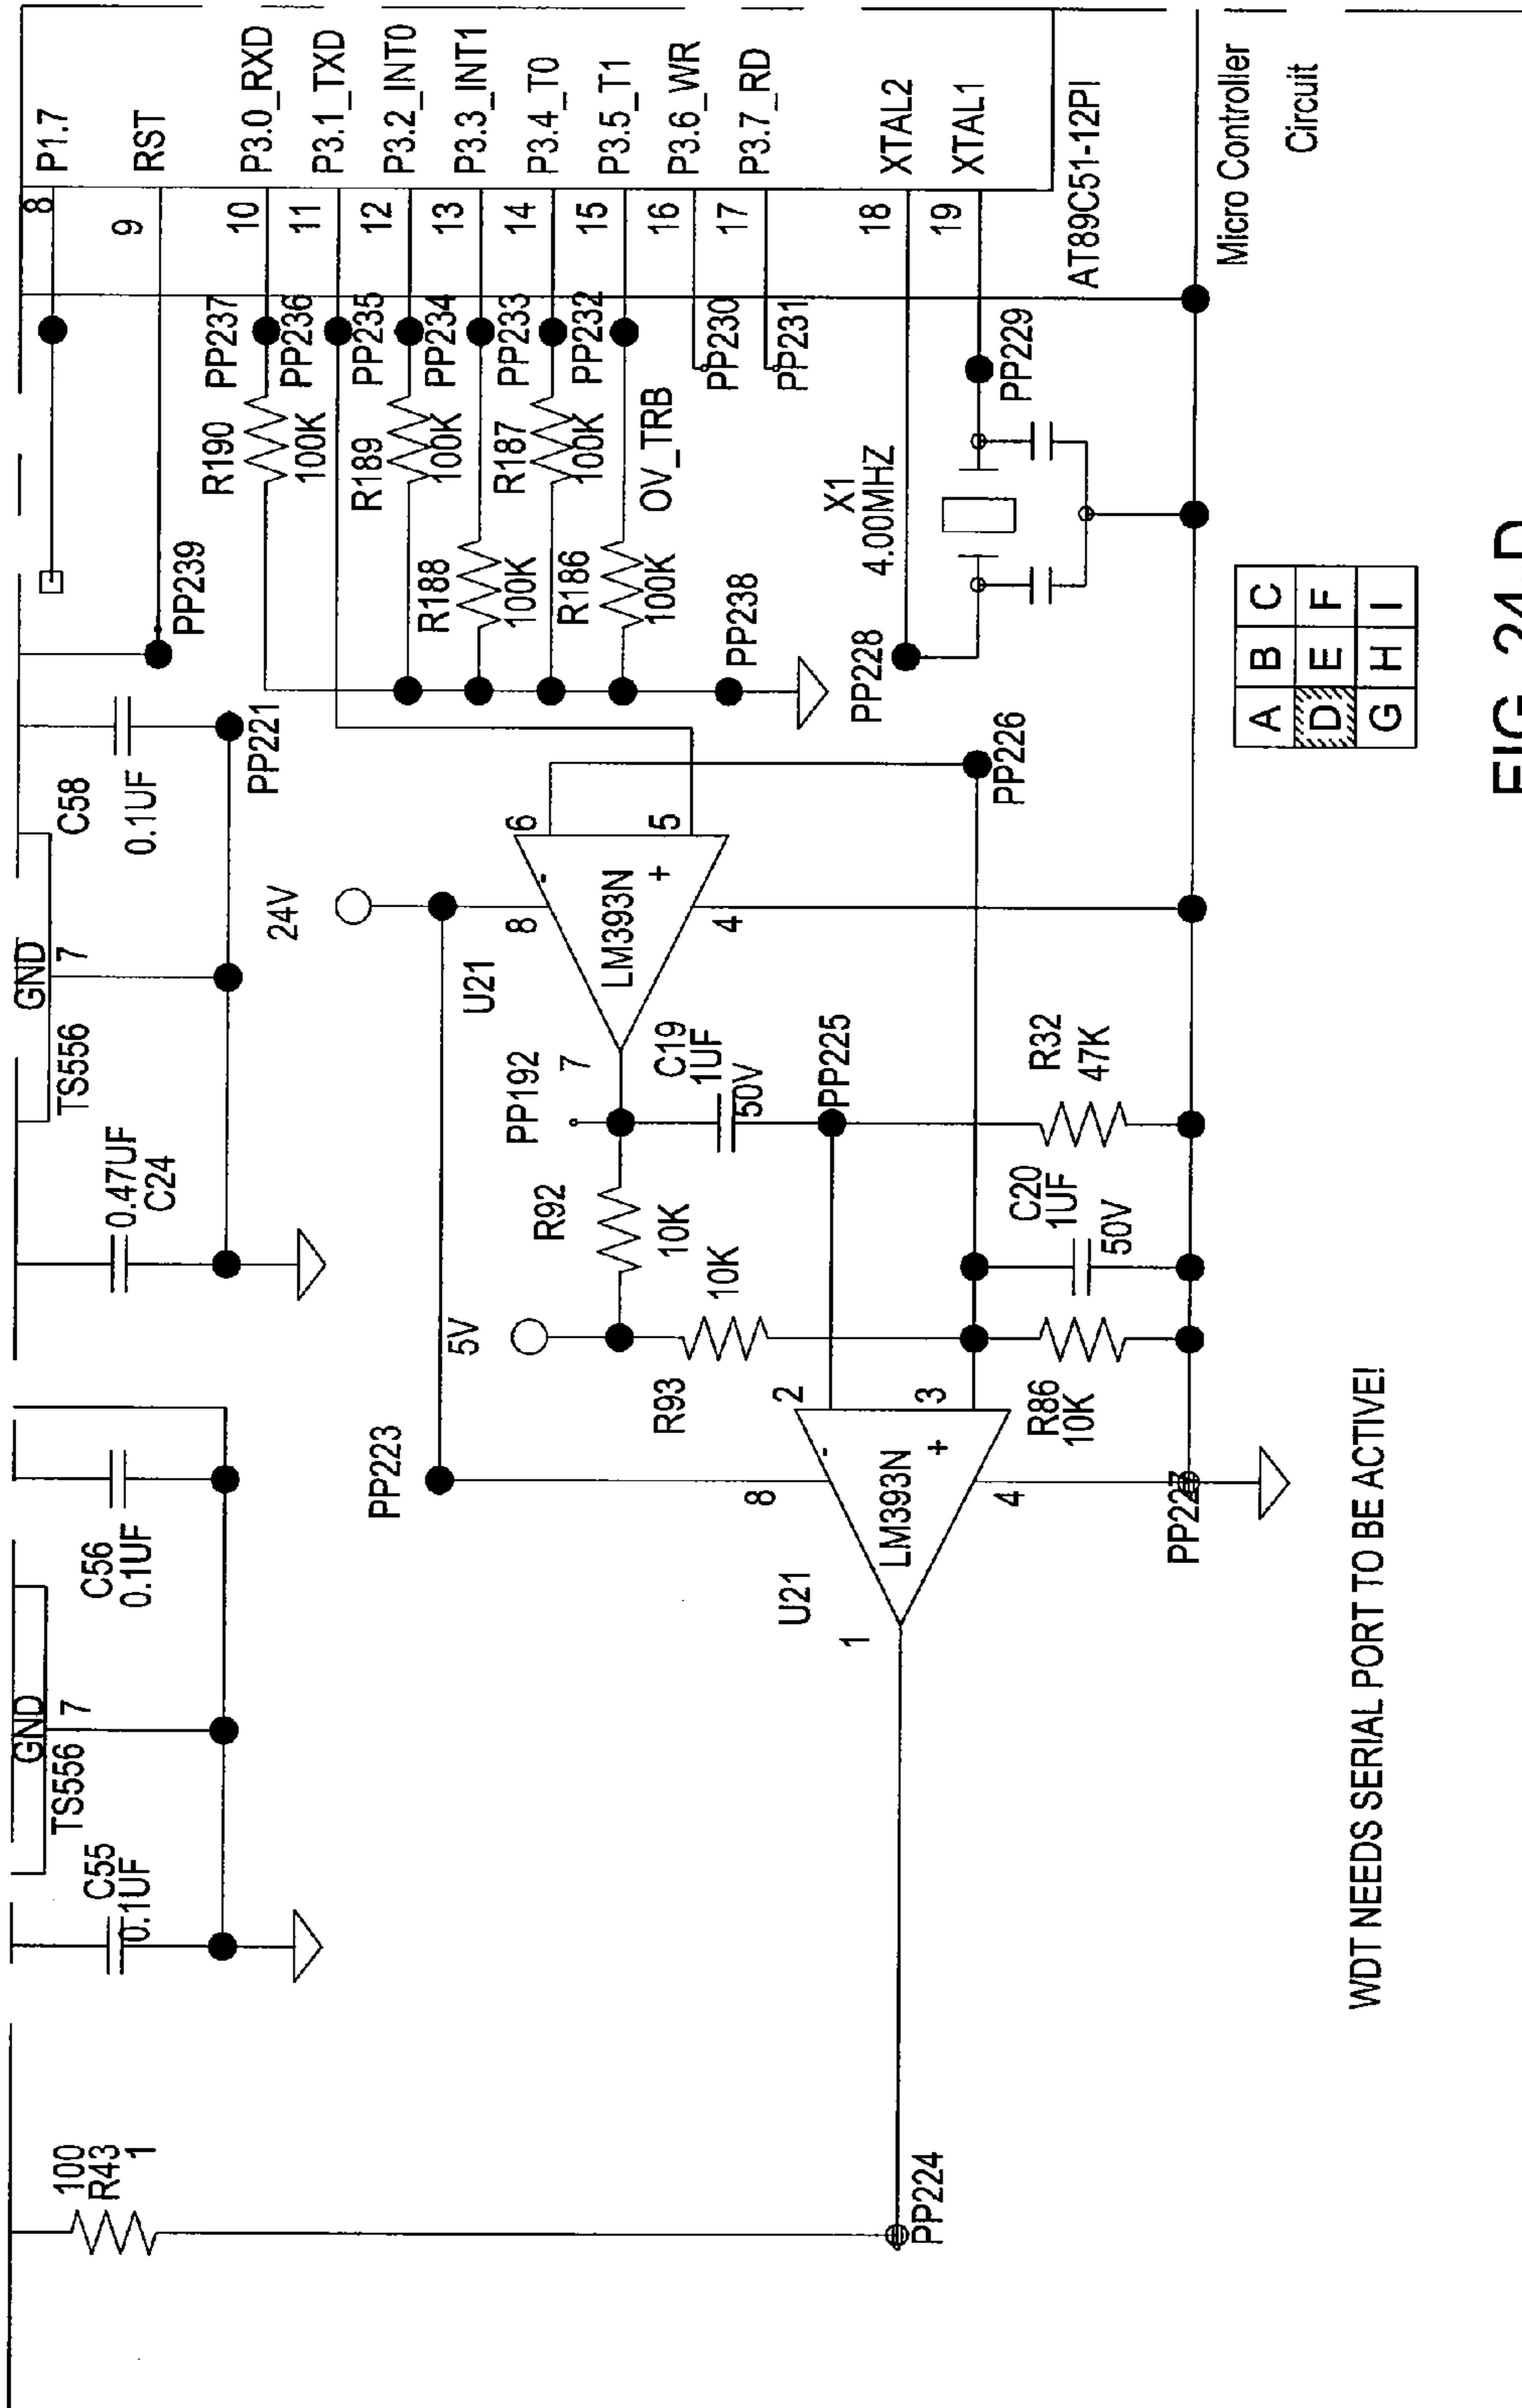 P1.7
8
RST
9
P3.0_RXD
10
P3.1_TXD
11
P3.2_INT0
12
P3.3_INT1
13
P3.4_T0
14
P3.5_T1
15
P3.6_WR
16
P3.7_RD
17
XTAL2
18
XTAL1
19
AT89C51-12PI
Micro Controller
Circuit
PP237
PP236
PP235
PP234
PP233
PP232
PP230
PP231
PP229
R190
100K
R189
100K
R187
100K
OV_TRB
R188
100K
R186
100K
X1
4.00MHZ
PP239
PP238
PP228
PP221
PP226
C58
0.1UF
GND
7
TS556
0.47UF
C24
24V
6
5
LM393N
-
+
8
4
U21
PP192
7
C19
1UF
50V
PP225
R32
47K
R92
10K
10K
C20
1UF
50V
5V
R93
R86
10K
2
3
PP223
8
LM393N
-
+
4
PP227
U21
1
C56
0.1UF
GND
7
TS556
C55
0.1UF
100
R43
1
PP224
WDT NEEDS SERIAL PORT TO BE ACTIVE!
A B C
D E F
G H I